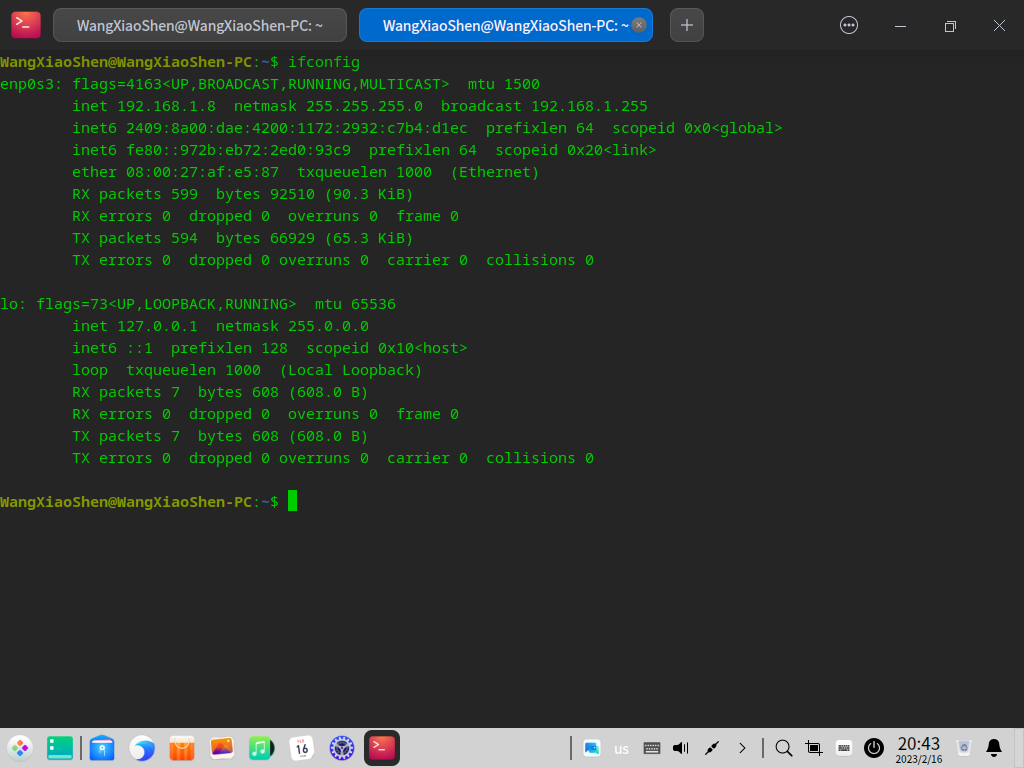 WangXiaoShen@WangXiaoShen-PC: ~
WangXiaoShen@WangXiaoShen-PC: ~
WangXiaoShen@WangXiaoShen-PC:~$ ifconfig
enp0s3: flags=4163<UP,BROADCAST,RUNNING,MULTICAST>  mtu 1500
        inet 192.168.1.8  netmask 255.255.255.0  broadcast 192.168.1.255
        inet6 2409:8a00:dae:4200:1172:2932:c7b4:d1ec  prefixlen 64  scopeid 0x0<global>
        inet6 fe80::972b:eb72:2ed0:93c9  prefixlen 64  scopeid 0x20<link>
        ether 08:00:27:af:e5:87  txqueuelen 1000  (Ethernet)
        RX packets 599  bytes 92510 (90.3 KiB)
        RX errors 0  dropped 0  overruns 0  frame 0
        TX packets 594  bytes 66929 (65.3 KiB)
        TX errors 0  dropped 0 overruns 0  carrier 0  collisions 0

lo: flags=73<UP,LOOPBACK,RUNNING>  mtu 65536
        inet 127.0.0.1  netmask 255.0.0.0
        inet6 ::1  prefixlen 128  scopeid 0x10<host>
        loop  txqueuelen 1000  (Local Loopback)
        RX packets 7  bytes 608 (608.0 B)
        RX errors 0  dropped 0  overruns 0  frame 0
        TX packets 7  bytes 608 (608.0 B)
        TX errors 0  dropped 0 overruns 0  carrier 0  collisions 0

WangXiaoShen@WangXiaoShen-PC:~$
16
us
20:43
2023/2/16